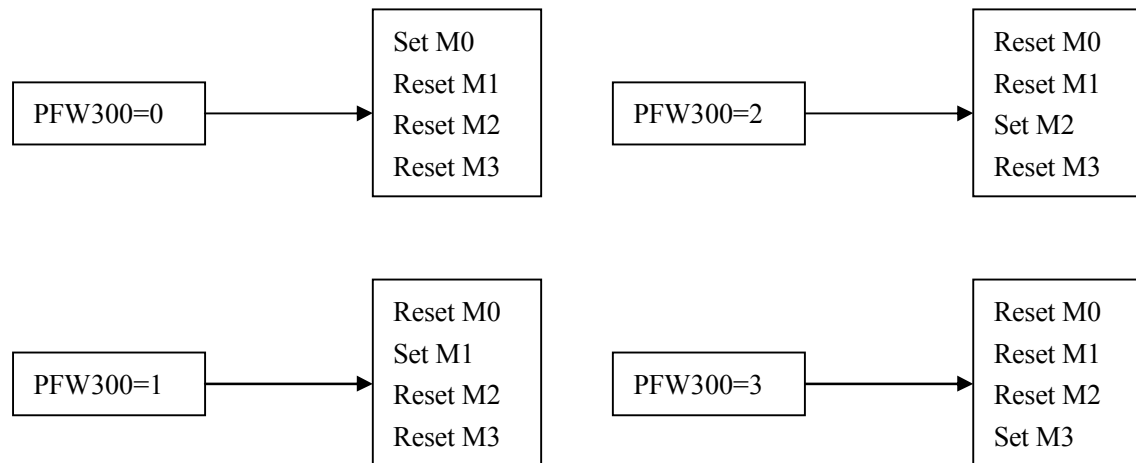 PFW300=0
Set M0
Reset M1
Reset M2
Reset M3
PFW300=2
Reset M0
Reset M1
Set M2
Reset M3
PFW300=1
Reset M0
Set M1
Reset M2
Reset M3
PFW300=3
Reset M0
Reset M1
Reset M2
Set M3